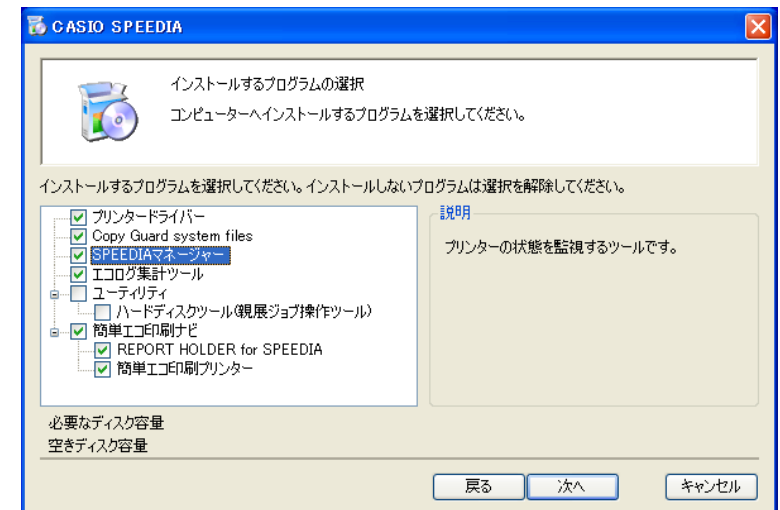 CASIO SPEEDIA
インストールするプログラムの選択
コンピューターへインストールするプログラムを選択してください。
インストールするプログラムを選択してください。インストールしないプログラムは選択を解除してください。
プリンタードライバー
Copy Guard system files
SPEEDIAマネージャー
エコログ集計ツール
ユーティリティ
ハードディスクツール(親展ジョブ操作ツール)
簡単エコ印刷ナビ
REPORT HOLDER for SPEEDIA
簡単エコ印刷プリンター
説明
プリンターの状態を監視するツールです。
必要なディスク容量
空きディスク容量
戻る
次へ
キャンセル